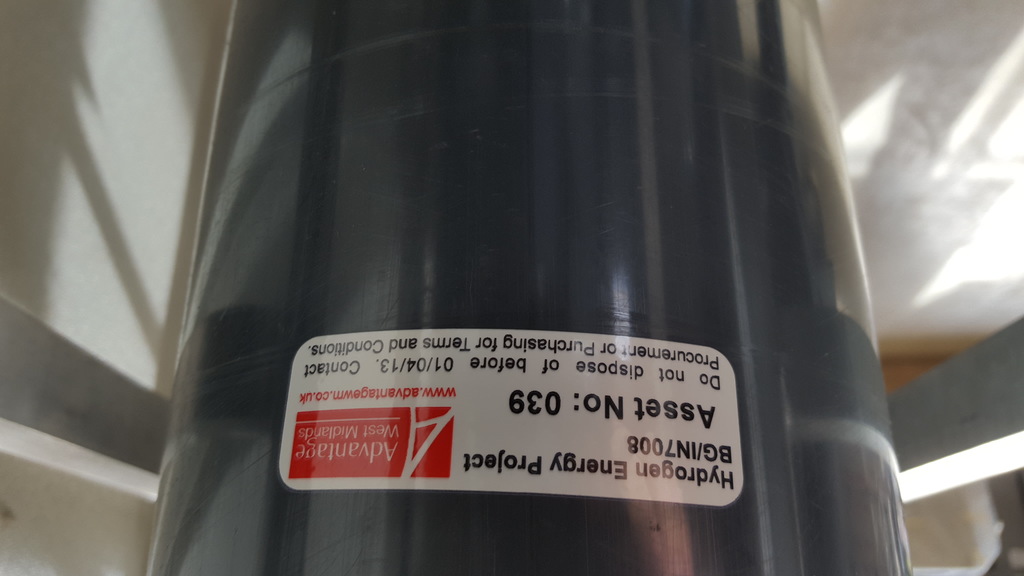 Hydrogen Energy Project
BG/IN7008
Advantage
West Midlands
Asset No: 039
www.advantagewm.co.uk
Do not dispose of before 01/04/13. Contact
Procurement or Purchasing for Terms and Conditions.